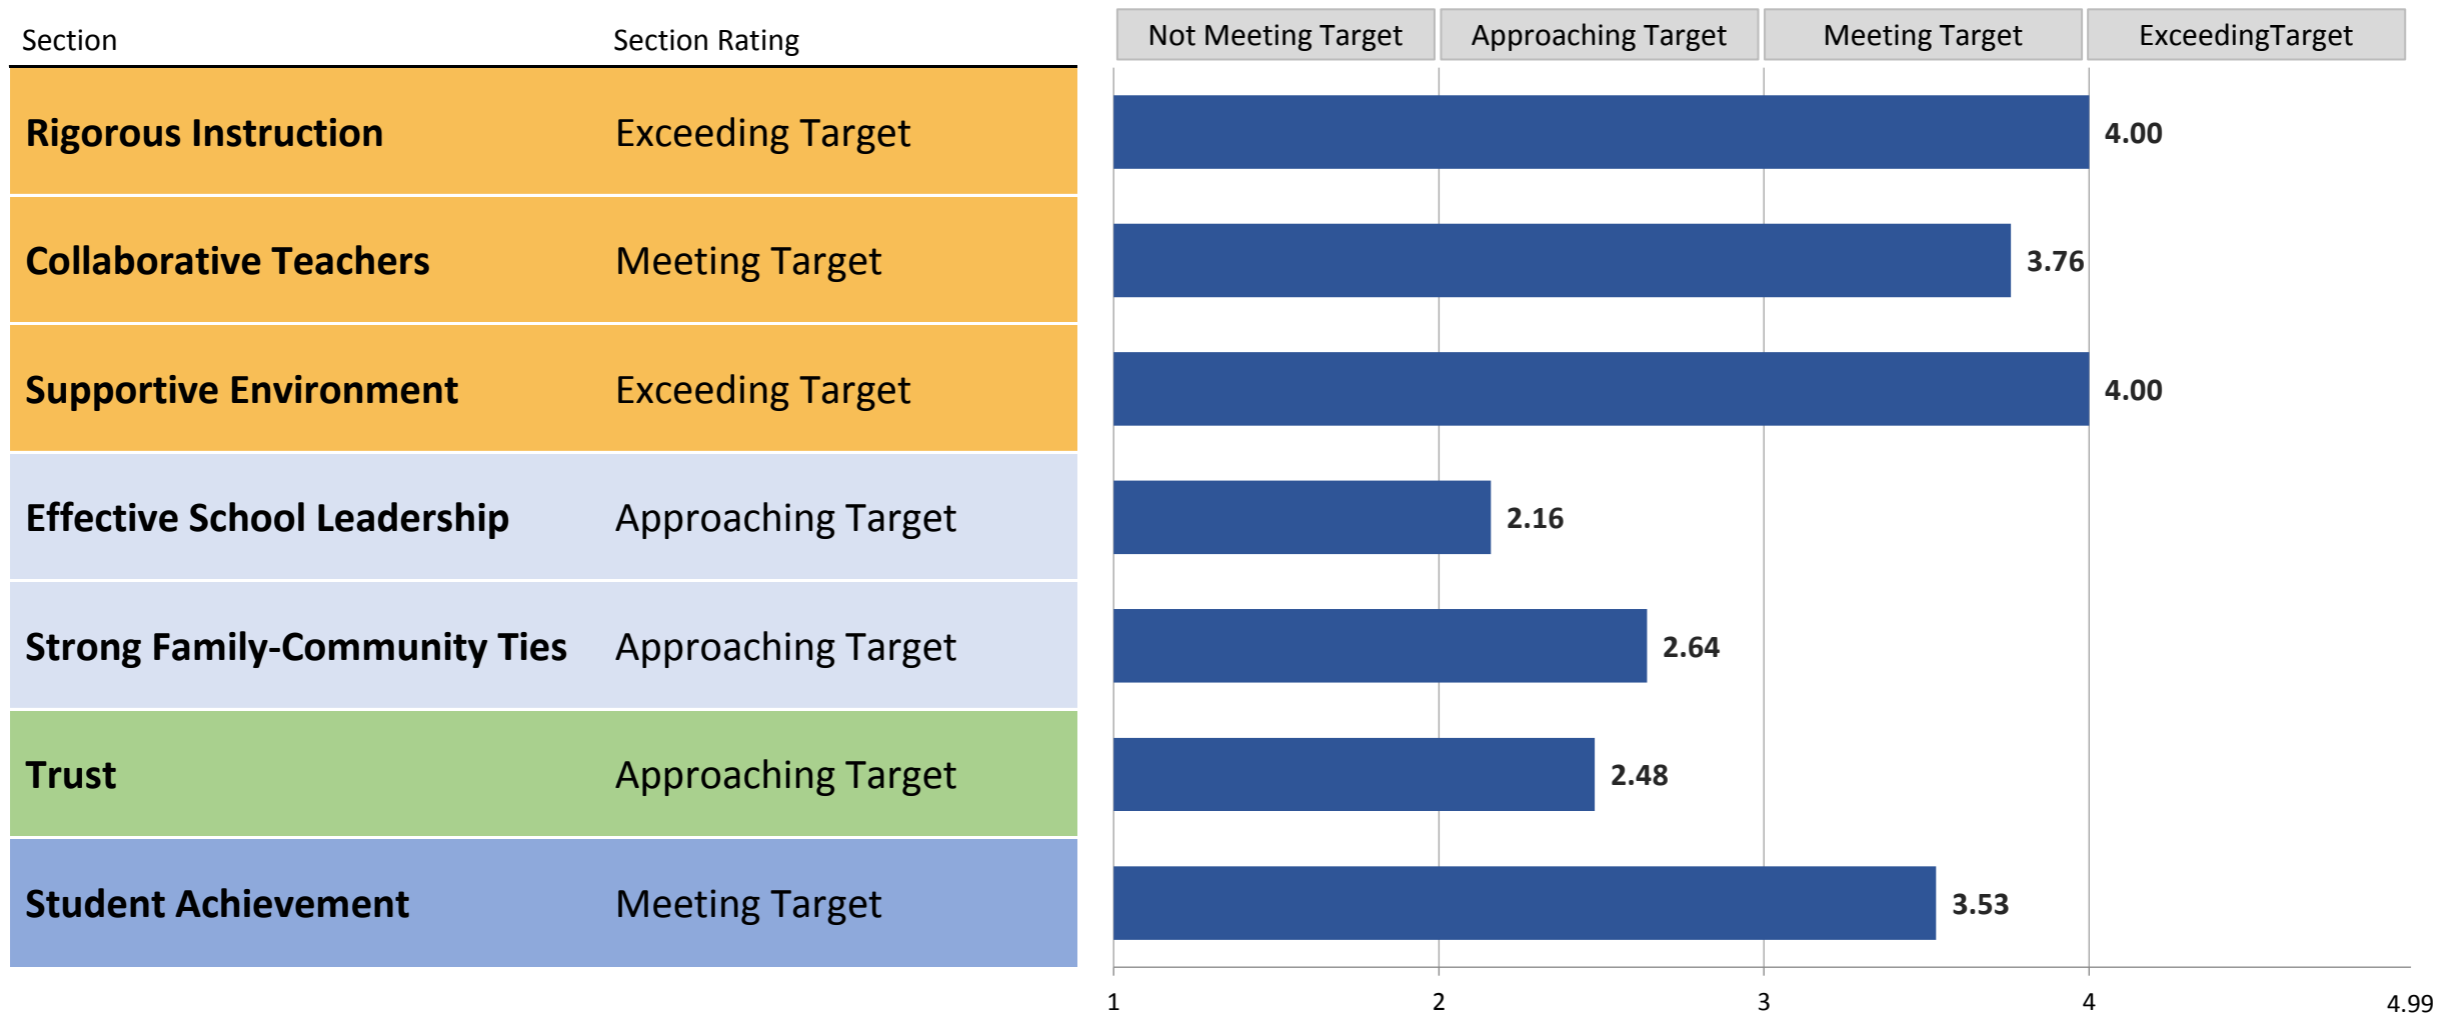 Section Section Rating Not Meeting Target Approaching Target Meeting Target ExceedingTarget
Rigorous Instruction Exceeding Target 4.00
Collaborative Teachers Meeting Target 3.76
Supportive Environment Exceeding Target 4.00
Effective School Leadership Approaching Target 2.16
Strong Family-Community Ties Approaching Target 2.64
Trust Approaching Target 2.48
Student Achievement Meeting Target 3.53
1 2 3 4 4.99